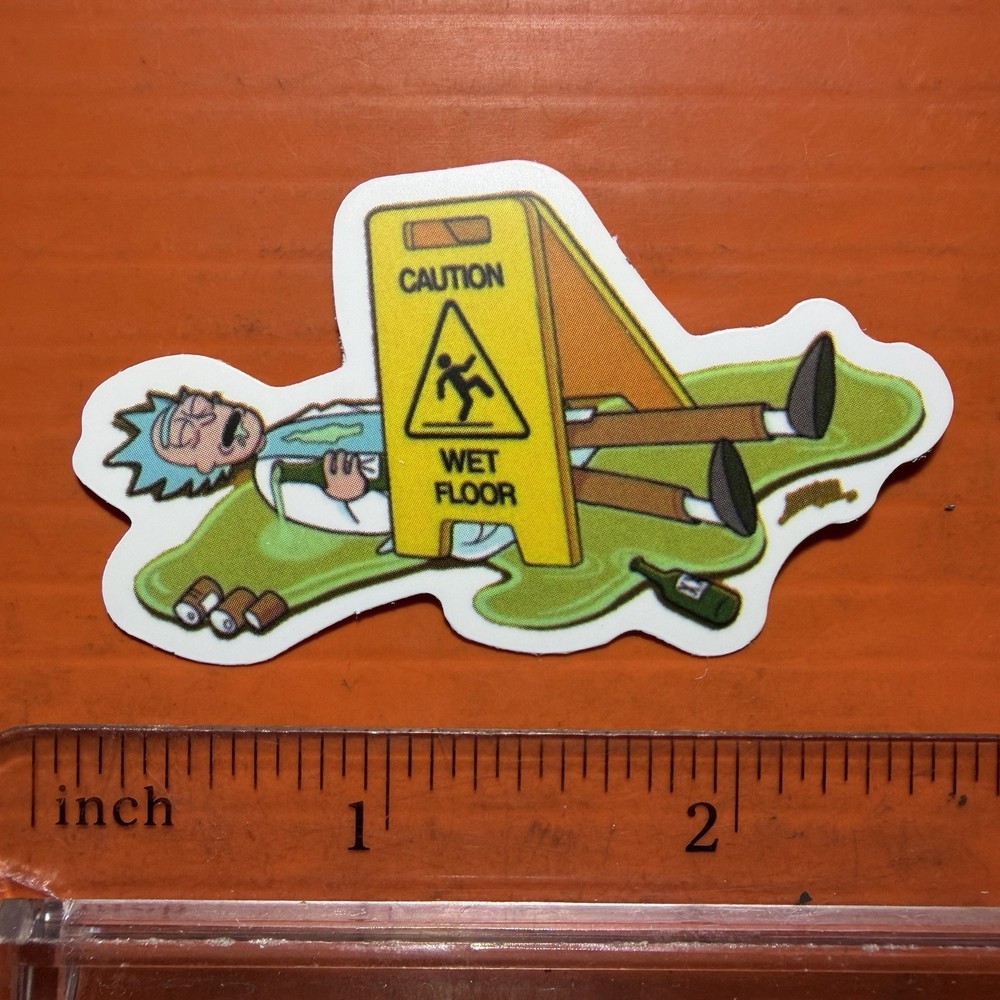 CAUTION
WET
FLOOR
inch
1
2